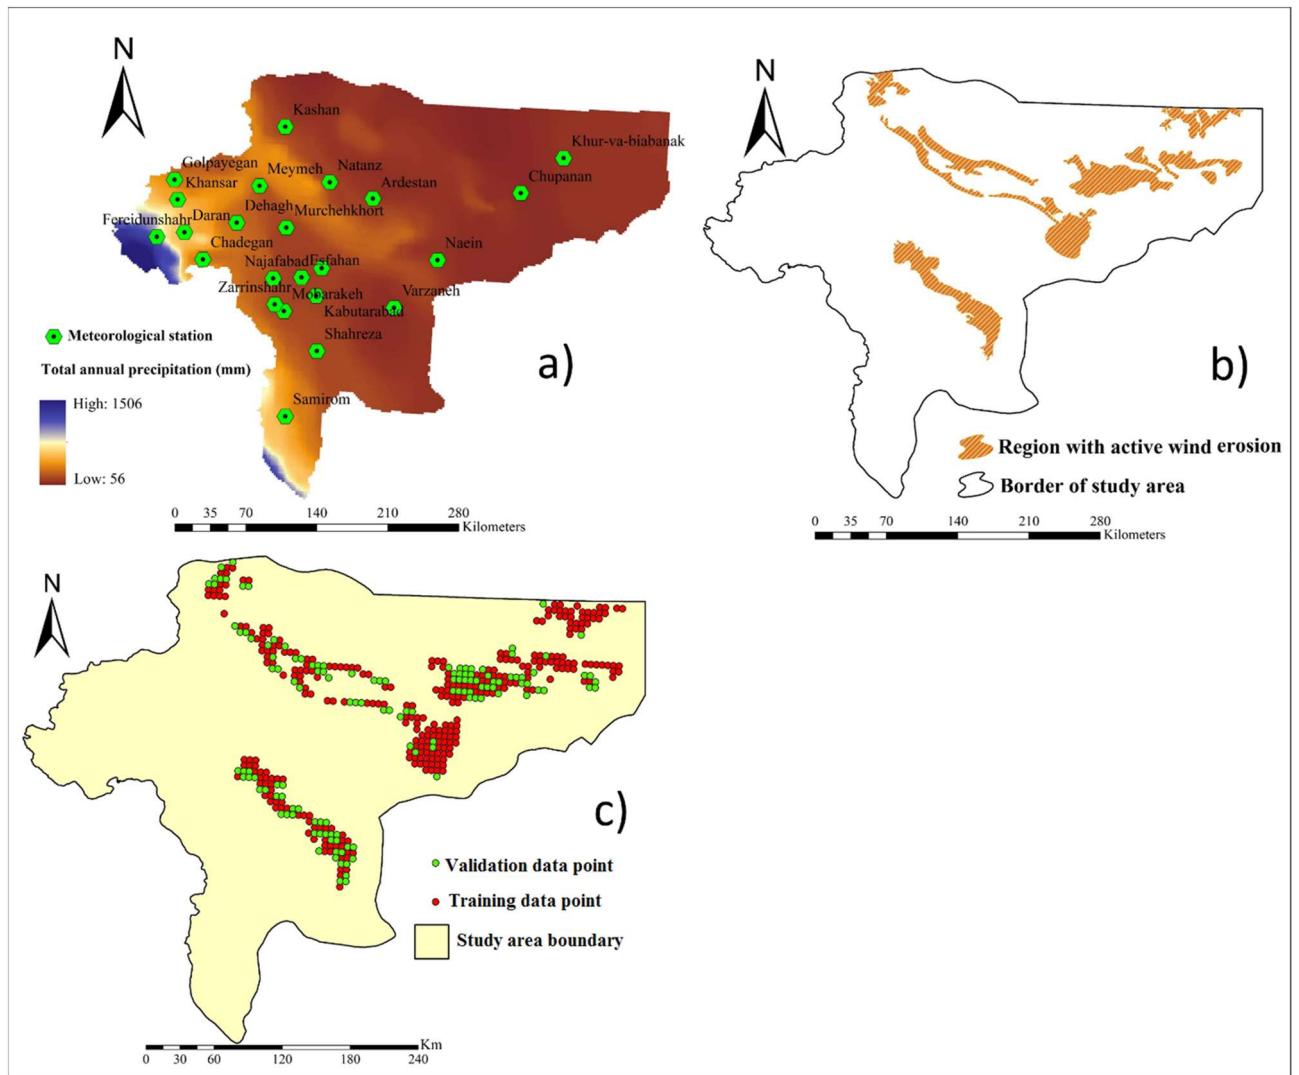 N
Kashan
Khur-va-biabanak
Golpayegan
Meymeh
Natanz
Chupanan
Khansar
Ardestan
Dehagh
Murchehkhort
Fereidunshahr
Daran
Chadegan
Naein
Najafabad
Esfahan
Zarrinshahr
Mobarakeh
Varzaneh
Kabutarabad
Shahreza
Samirom
Meteorological station
Total annual precipitation (mm)
High: 1506
Low: 56
a)
0 35 70 140 210 280
Kilometers
N
b)
Region with active wind erosion
Border of study area
0 35 70 140 210 280
Kilometers
N
c)
Validation data point
Training data point
Study area boundary
Km
0 30 60 120 180 240